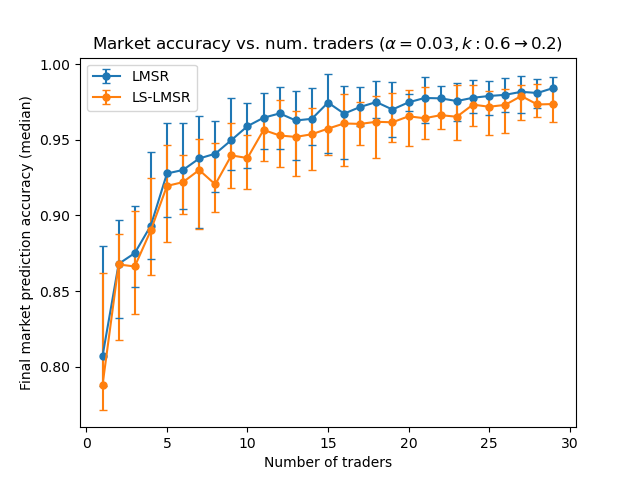 Market accuracy vs. num. traders (α = 0.03, k : 0.6 → 0.2)
LMSR
LS-LMSR
Final market prediction accuracy (median)
1.00
0.95
0.90
0.85
0.80
0 5 10 15 20 25 30
Number of traders